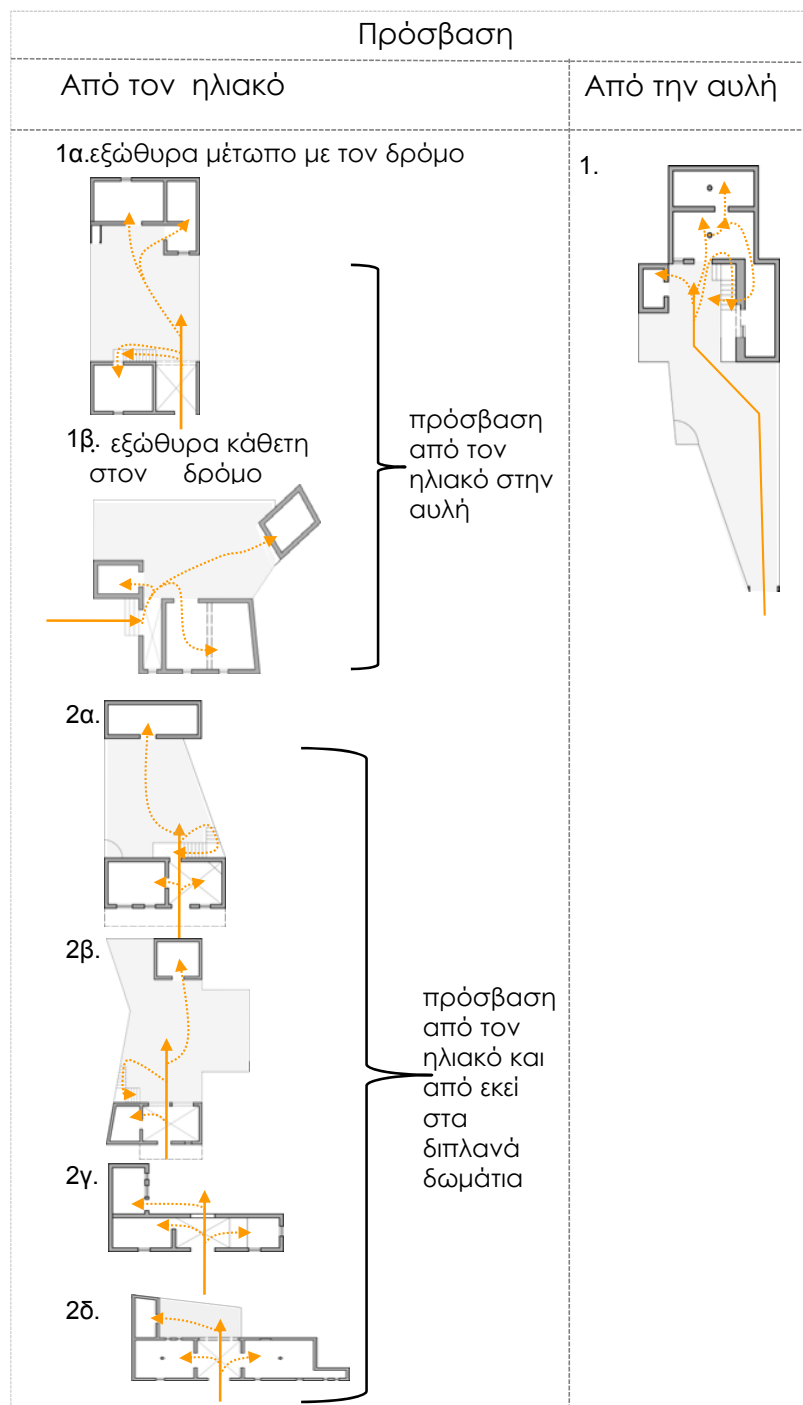 Πρόσβαση
Από τον ηλιακό
Από την αυλή
1α.εξώθυρα μέτωπο με τον δρόμο
1.
πρόσβαση
από τον
ηλιακό στην
αυλή
1β. εξώθυρα κάθετη
στον δρόμο
2α.
2β.
πρόσβαση
από τον
ηλιακό και
από εκεί
στα
διπλανά
δωμάτια
2γ.
2δ.